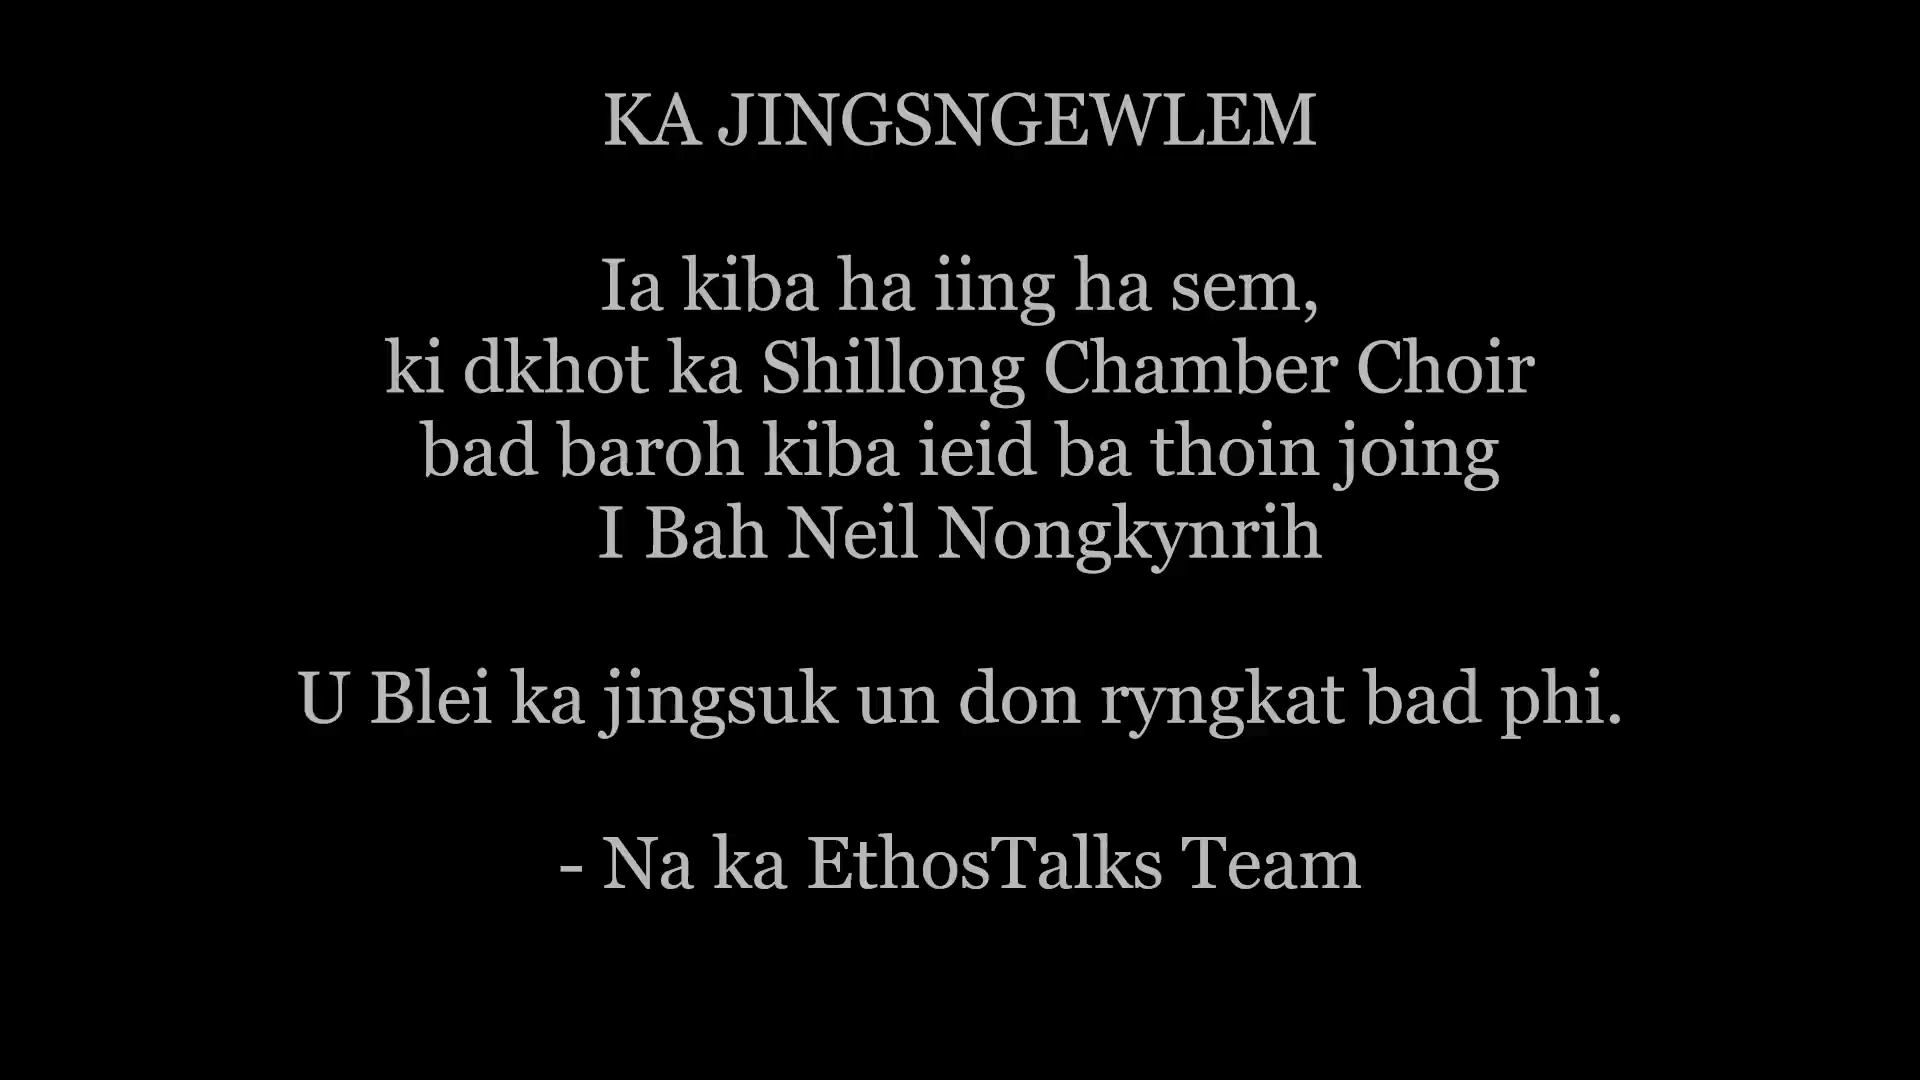 KA JINGSNGEWLEM
Ia kiba ha iing ha sem,
ki dkhot ka Shillong Chamber Choir
bad baroh kiba ieid ba thoin joing
I Bah Neil Nongkynrih
U Blei ka jingsuk un don ryngkat bad phi.
- Na ka EthosTalks Team